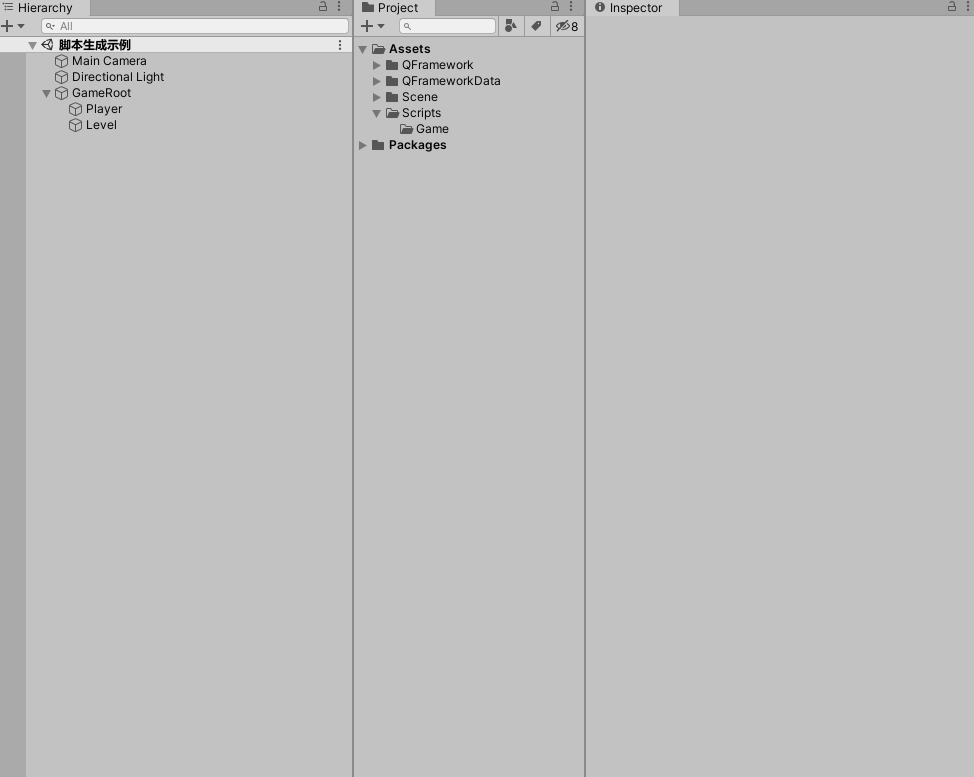 Hierarchy
All
脚本生成示例
Main Camera
Directional Light
GameRoot
Player
Level
Project
8
Assets
QFramework
QFrameworkData
Scene
Scripts
Game
Packages
Inspector